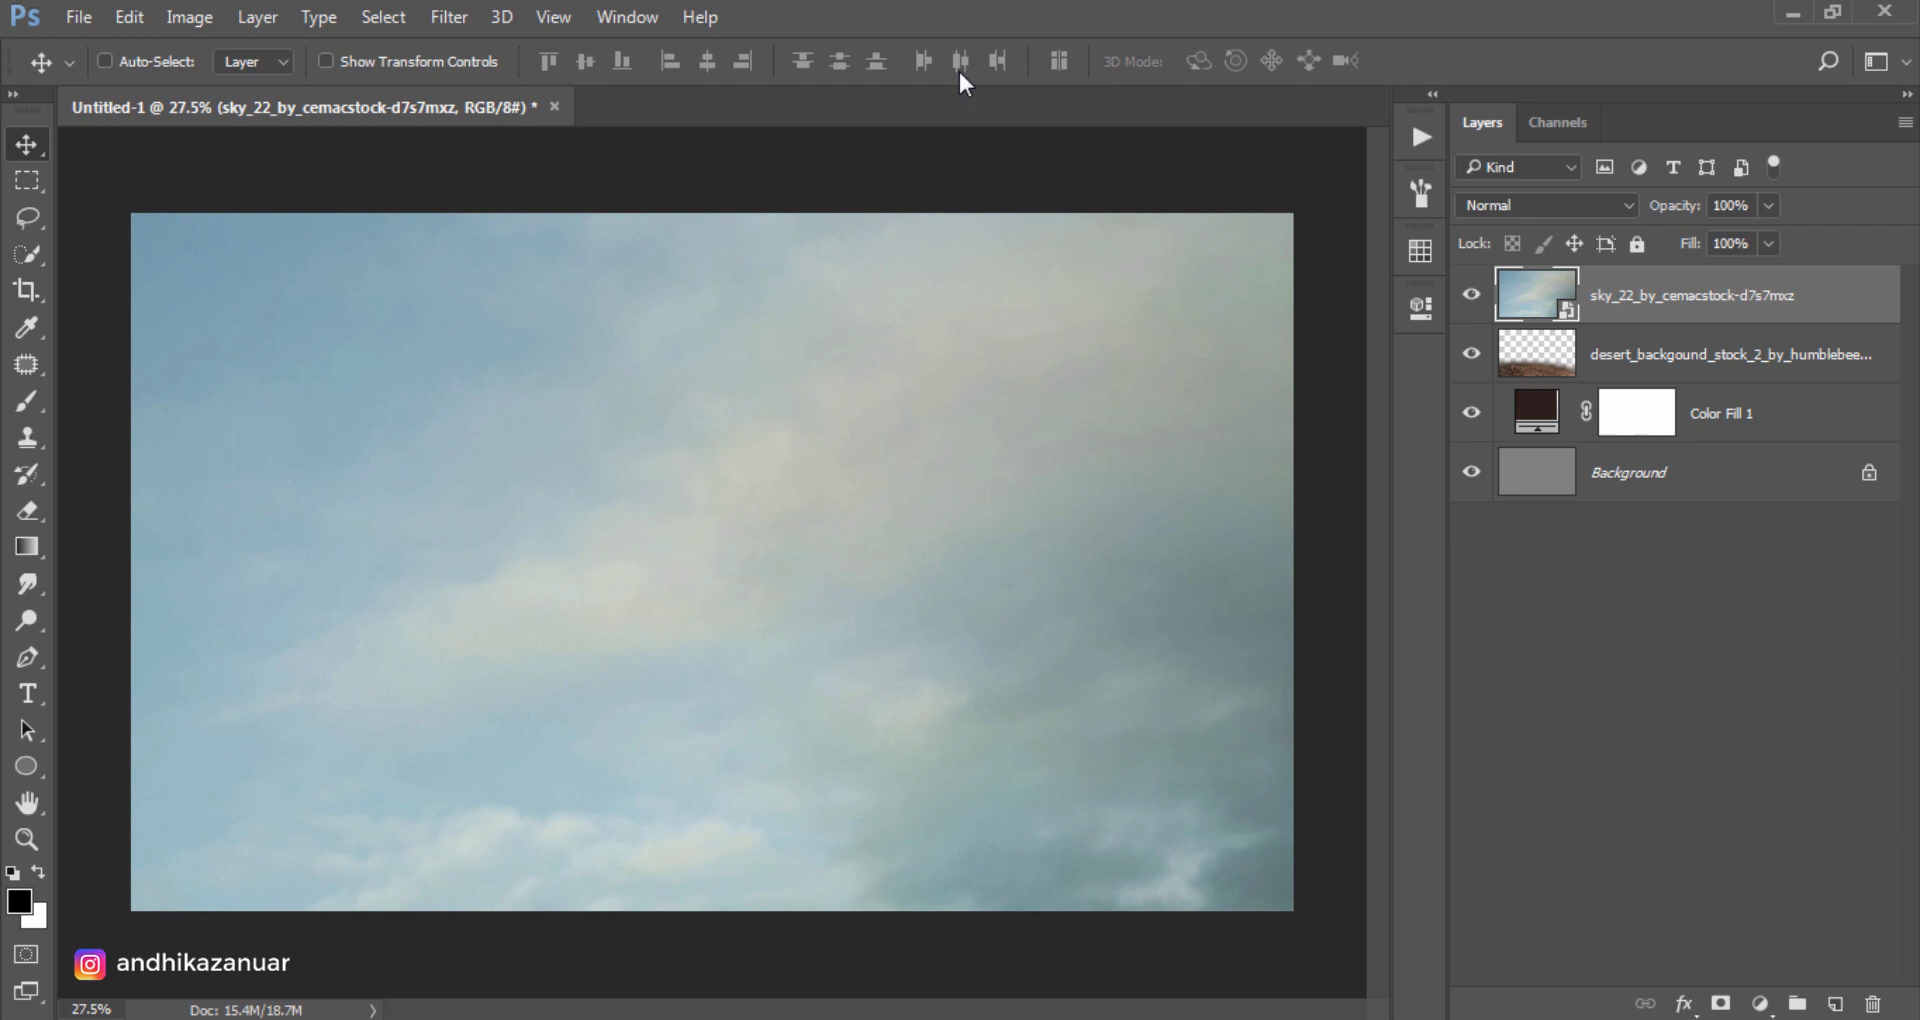 Ps File Edit Image Layer Type Select Filter 3D View Window Help
Auto-Select: Layer Show Transform Controls 3D Mode:
Untitled-1 @ 27.5% (sky_22_by_cemacstock-d7s7mxz, RGB/8#) *
Layers Channels
Kind
Normal Opacity: 100%
Lock: Fill: 100%
sky_22_by_cemacstock-d7s7mxz
desert_backgound_stock_2_by_humblebee...
Color Fill 1
Background
andhikazanuar
27.5% Doc: 15.4M/18.7M